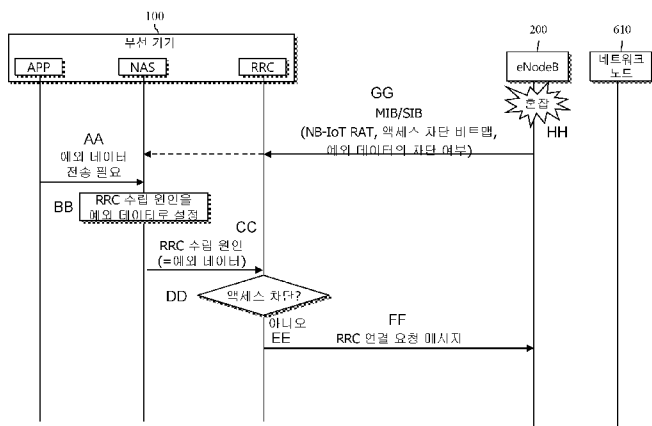 100
무선 기기
APP
NAS
RRC
200
eNodeB
610
네트워크
노드
혼잡
HH
GG
MIB/SIB
(NB-IoT RAT, 액세스 차단 비트맵,
예외 데이터의 차단 여부)
AA
예외 데이터
전송 필요
BB
RRC 수립 원인을
예외 데이터로 설정
CC
RRC 수립 원인
(=예외 데이터)
DD
액세스 차단?
아니오
EE
FF
RRC 연결 요청 메시지